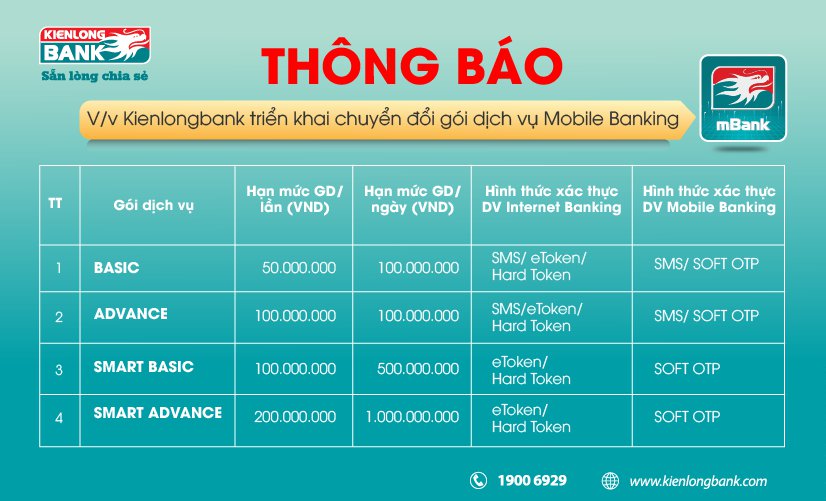 KIENLONG
BANK
Sẵn lòng chia sẻ
THÔNG BÁO
V/v Kienlongbank triển khai chuyển đổi gói dịch vụ Mobile Banking
mBank
TT
Gói dịch vụ
Hạn mức GD/
lần (VND)
Hạn mức GD/
ngày (VND)
Hình thức xác thực
DV Internet Banking
Hình thức xác thực
DV Mobile Banking
1
BASIC
50.000.000
100.000.000
SMS/ eToken/
Hard Token
SMS/ SOFT OTP
2
ADVANCE
100.000.000
100.000.000
SMS/eToken/
Hard Token
SMS/ SOFT OTP
3
SMART BASIC
100.000.000
500.000.000
eToken/
Hard Token
SOFT OTP
4
SMART ADVANCE
200.000.000
1.000.000.000
eToken/
Hard Token
SOFT OTP
1900 6929
www.kienlongbank.com